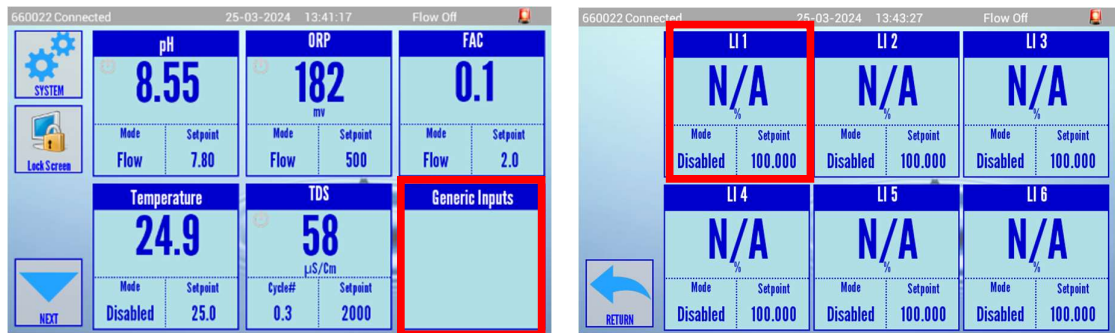 660022 Connected 25-03-2024 13:41:17 Flow Off
pH ORP FAC
SYSTEM
8.55 182 0.1
mv
Mode Setpoint Mode Setpoint Mode Setpoint
Flow 7.80 Flow 500 Flow 2.0
Lock Screen
Temperature TDS Generic Inputs
24.9 58
µS/Cm
Mode Setpoint Cycle# Setpoint
Disabled 25.0 0.3 2000
NEXT
660022 Connected 25-03-2024 13:43:27 Flow Off
LI 1 LI 2 LI 3
N/A N/A N/A
% % %
Mode Setpoint Mode Setpoint Mode Setpoint
Disabled 100.000 Disabled 100.000 Disabled 100.000
LI 4 LI 5 LI 6
N/A N/A N/A
% % %
Mode Setpoint Mode Setpoint Mode Setpoint
Disabled 100.000 Disabled 100.000 Disabled 100.000
RETURN